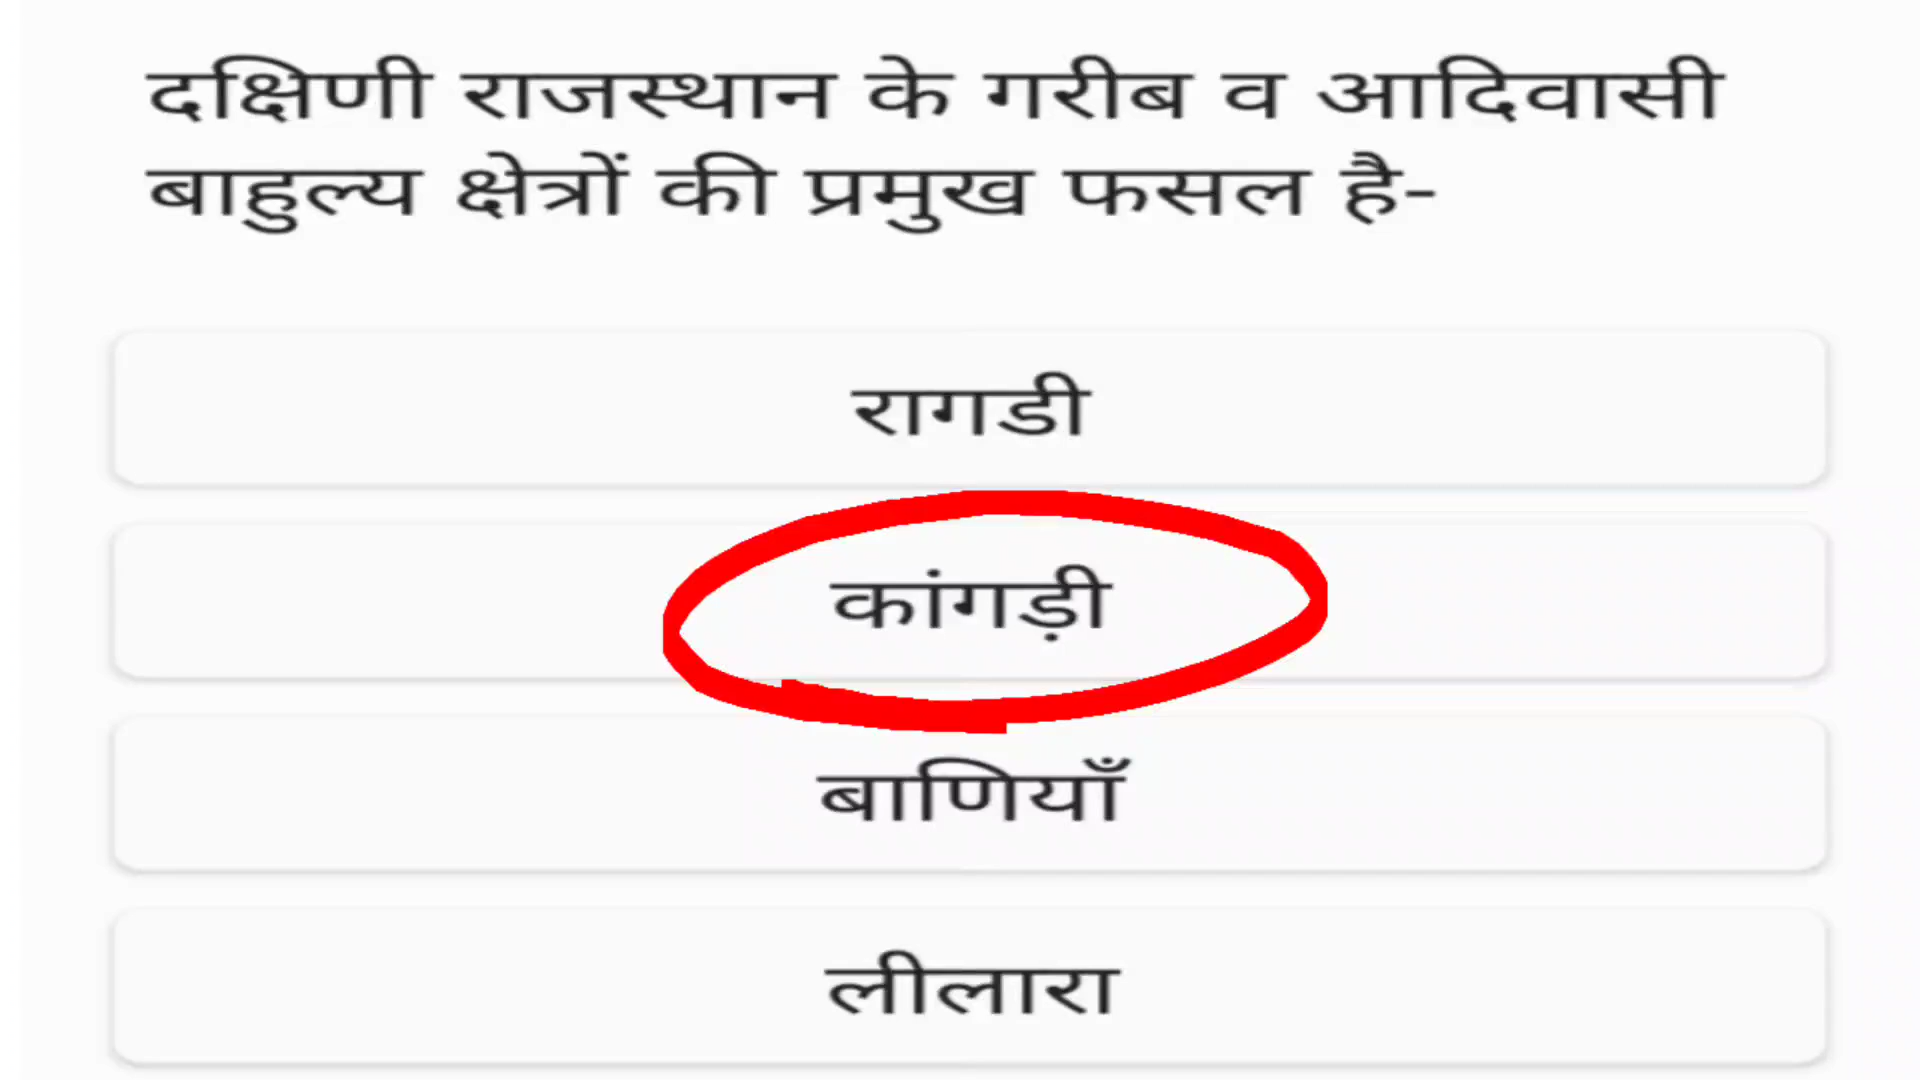 दक्षिणी राजस्थान के गरीब व आदिवासी
बाहुल्य क्षेत्रों की प्रमुख फसल है-
रागडी
कांगड़ी
बाणियाँ
लीलारा